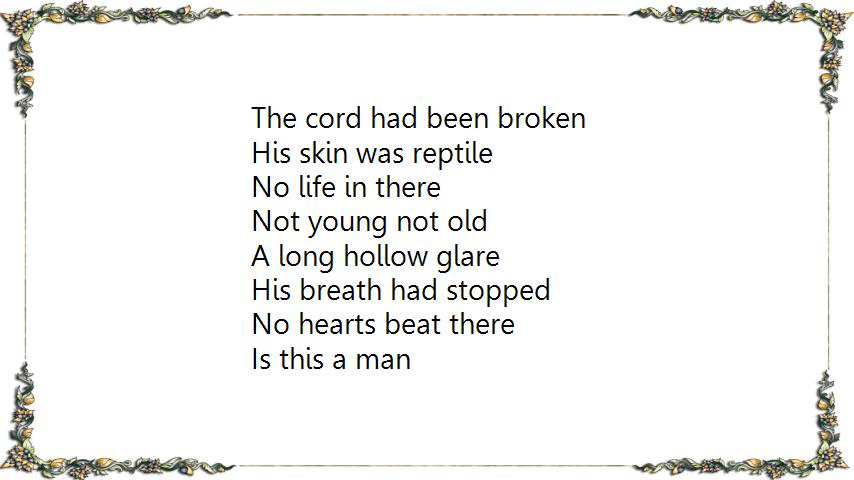 The cord had been broken
His skin was reptile
No life in there
Not young not old
A long hollow glare
His breath had stopped
No hearts beat there
Is this a man